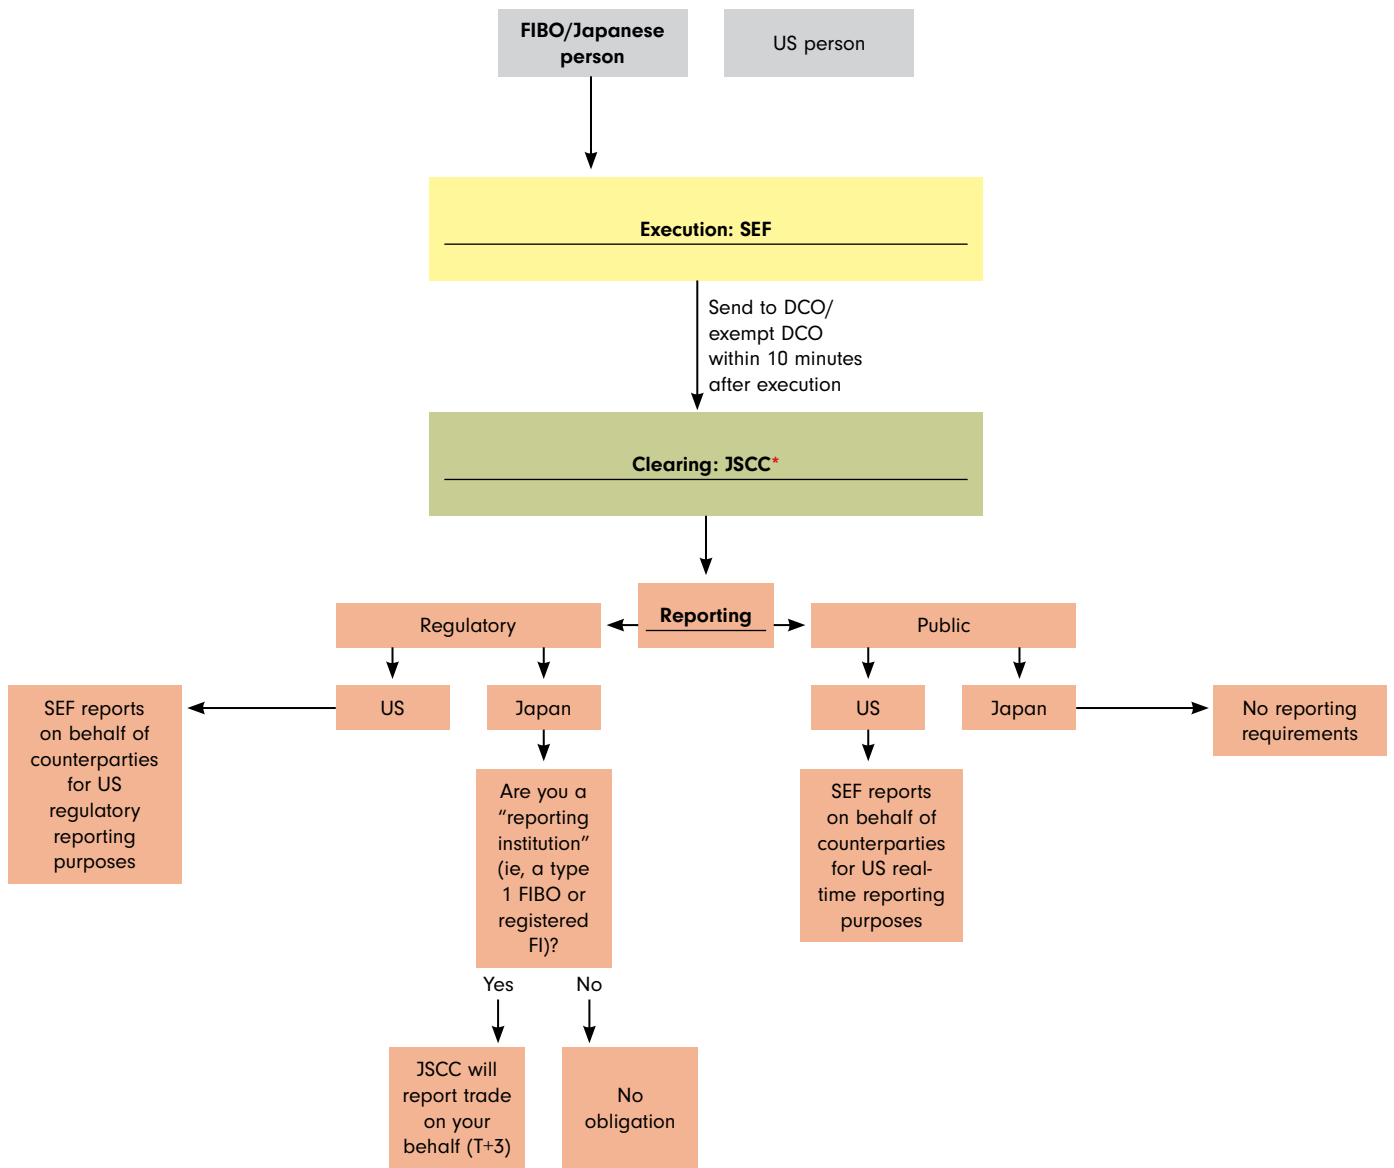 FIBO/Japanese
person
US person
Execution: SEF
Send to DCO/
exempt DCO
within 10 minutes
after execution
Clearing: JSCC*
Reporting
Regulatory
Public
US
Japan
US
Japan
SEF reports
on behalf of
counterparties
for US
regulatory
reporting
purposes
No reporting
requirements
Are you a
“reporting
institution”
(ie, a type
1 FIBO or
registered
FI)?
SEF reports
on behalf of
counterparties
for US real-
time reporting
purposes
Yes
No
JSCC will
report trade
on your
behalf (T+3)
No
obligation